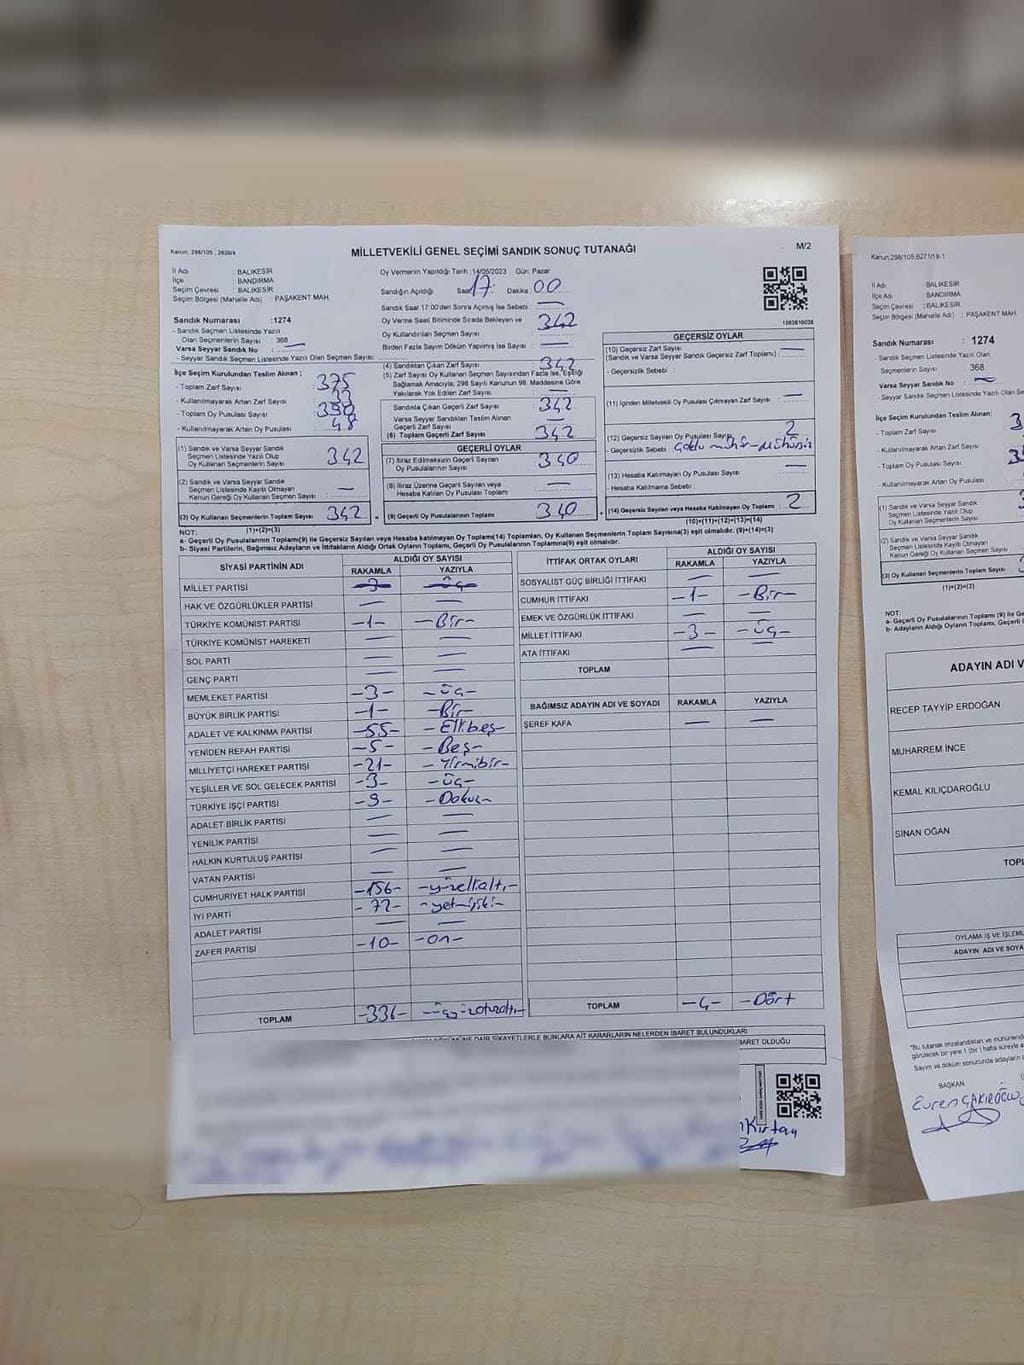 Kanun; 298/105 ; 2839/4
MİLLETVEKİLİ GENEL SEÇİMİ SANDIK SONUÇ TUTANAĞI
M/2
İl Adı : BALIKESİR
İlçe : BANDIRMA
Seçim Çevresi : BALIKESİR
Seçim Bölgesi (Mahalle Adı) : PAŞAKENT MAH.
Oy Vermenin Yapıldığı Tarih :14/05/2023 Gün: Pazar
Sandığın Açıldığı Saat 17: Dakika: 00
Sandık Saat 17:00'den Sonra Açılmış İse Sebebi :
Oy Verme Saati Bitiminde Sırada Bekleyen ve
Oy Kullandırılan Seçmen Sayısı : 342
Birden Fazla Sayım Döküm Yapılmış İse Sayısı :
1593816038
Sandık Numarası :1274
- Sandık Seçmen Listesinde Yazılı
Olan Seçmenlerin Sayısı 368
Varsa Seyyar Sandık No :
- Seyyar Sandık Seçmen Listesinde Yazılı Olan Seçmen Sayısı:
İlçe Seçim Kurulundan Teslim Alınan ;
- Toplam Zarf Sayısı : 375
- Kullanılmayarak Artan Zarf Sayısı : 33
- Toplam Oy Pusulası Sayısı : 390
- Kullanılmayarak Artan Oy Pusulası : 48
(1) Sandık ve Varsa Seyyar Sandık
Seçmen Listesinde Yazılı Olup
Oy Kullanan Seçmenlerin Sayısı : 342
(2) Sandık ve Varsa Seyyar Sandık
Seçmen Listesinde Kayıtlı Olmayan
Kanun Gereği Oy Kullanan Seçmen Sayısı : –
(3) Oy Kullanan Seçmenlerin Toplam Sayısı : 342
(1)+(2)=(3)
(4) Sandıktan Çıkan Zarf Sayısı : 342
(5) Zarf Sayısı Oy Kullanan Seçmen Sayısından Fazla İse, Eşitliği
Sağlamak Amacıyla; 298 Sayılı Kanunun 98. Maddesine Göre
Yakılarak Yok Edilen Zarf Sayısı :
Sandıkta Çıkan Geçerli Zarf Sayısı : 342
Varsa Seyyar Sandıktan Teslim Alınan
Geçerli Zarf Sayısı :
(6) Toplam Geçerli Zarf Sayısı : 342
GEÇERLİ OYLAR
(7) İtiraz Edilmeksizin Geçerli Sayılan
Oy Pusulalarının Sayısı : 340
(8) İtiraz Üzerine Geçerli Sayılan veya
Hesaba Katılan Oy Pusulası Toplamı :
(9) Geçerli Oy Pusulalarının Toplamı : 340
GEÇERSİZ OYLAR
(10) Geçersiz Zarf Sayısı
(Sandık ve Varsa Seyyar Sandık Geçersiz Zarf Toplamı) :
- Geçersizlik Sebebi :
(11) İçinden Milletvekili Oy Pusulası Çıkmayan Zarf Sayısı :
(12) Geçersiz Sayılan Oy Pusulası Sayısı : 2
- Geçersizlik Sebebi : Çoklu mühür-mühürsüz
(13) Hesaba Katılmayan Oy Pusulası Sayısı :
- Hesaba Katılmama Sebebi :
(14) Geçersiz Sayılan veya Hesaba Katılmayan Oy Toplamı : 2
(10)+(11)+(12)+(13)=(14)
NOT:
a- Geçerli Oy Pusulalarının Toplamı(9) ile Geçersiz Sayılan veya Hesaba katılmayan Oy Toplamı(14) Toplamları, Oy Kullanan Seçmenlerin Toplam Sayısına(3) eşit olmalıdır. (9)+(14)=(3)
b- Siyasi Partilerin, Bağımsız Adayların ve İttifakların Aldığı Ortak Oyların Toplamı, Geçerli Oy Pusulalarının Toplamına(9) eşit olmalıdır.
SİYASİ PARTİNİN ADI ALDIĞI OY SAYISI
RAKAMLA YAZIYLA
MİLLET PARTİSİ -3- -üç-
HAK VE ÖZGÜRLÜKLER PARTİSİ
TÜRKİYE KOMÜNİST PARTİSİ -1- -Bir-
TÜRKİYE KOMÜNİST HAREKETİ
SOL PARTİ
GENÇ PARTİ
MEMLEKET PARTİSİ -3- -üç-
BÜYÜK BİRLİK PARTİSİ -1- -Bir-
ADALET VE KALKINMA PARTİSİ -55- -Ellibeş-
YENİDEN REFAH PARTİSİ -5- -Beş-
MİLLİYETÇİ HAREKET PARTİSİ -21- -Yirmibir-
YEŞİLLER VE SOL GELECEK PARTİSİ -3- -üç-
TÜRKİYE İŞÇİ PARTİSİ -9- -Dokuz-
ADALET BİRLİK PARTİSİ
YENİLİK PARTİSİ
HALKIN KURTULUŞ PARTİSİ
VATAN PARTİSİ
CUMHURİYET HALK PARTİSİ -156- -yüzellialtı-
İYİ PARTİ -72- -yetmişiki-
ADALET PARTİSİ
ZAFER PARTİSİ -10- -on-
TOPLAM -336- -üçyüzotuzaltı-
İTTİFAK ORTAK OYLARI ALDIĞI OY SAYISI
RAKAMLA YAZIYLA
SOSYALİST GÜÇ BİRLİĞİ İTTİFAKI
CUMHUR İTTİFAKI -1- -Bir-
EMEK VE ÖZGÜRLÜK İTTİFAKI
MİLLET İTTİFAKI -3- -üç-
ATA İTTİFAKI
TOPLAM
BAĞIMSIZ ADAYIN ADI VE SOYADI RAKAMLA YAZIYLA
ŞEREF KAFA
TOPLAM -4- -Dört
DAİR ŞİKAYETLERLE BUNLARA AİT KARARLARIN NELERDEN İBARET BULUNDUKLARI
İBARET OLDUĞU
Kırtan
Kanun;298/105;6271/18-1
İl Adı : BALIKESİR
İlçe Adı : BANDIRMA
Seçim Çevresi : BALIKESİR
Seçim Bölgesi (Mahalle Adı) : PAŞAKENT MAH.
Sandık Numarası : 1274
- Sandık Seçmen Listesinde Yazılı Olan
Seçmenlerin Sayısı : 368
Varsa Seyyar Sandık No :
- Seyyar Sandık Seçmen Listesinde Yazılı
İlçe Seçim Kurulundan Teslim Alınan:
- Toplam Zarf Sayısı :
- Kullanılmayarak Artan Zarf Sayısı :
- Toplam Oy Pusulası Sayısı :
- Kullanılmayarak Artan Oy Pusulası :
(1) Sandık ve Varsa Seyyar Sandık
Seçmen Listesinde Yazılı Olup
Oy Kullanan Seçmenlerin Sayısı
(2) Sandık ve Varsa Seyyar Sandık
Seçmen Listesinde Kayıtlı Olmayan
Kanun Gereği Oy Kullanan Seçmen Sayısı
(3) Oy Kullanan Seçmenlerin Toplam Sayısı :
(1)+(2)=(3)
NOT:
a- Geçerli Oy Pusulalarının Toplamı (9) ile Geçersiz
b- Adayların Aldığı Oyların Toplamı, Geçerli
ADAYIN ADI V
RECEP TAYYİP ERDOĞAN
MUHARREM İNCE
KEMAL KILIÇDAROĞLU
SİNAN OĞAN
TOPL
OYLAMA İŞ VE İŞLEML
ADAYIN ADI VE SOYA
BAŞKAN
Evren ÇAKIROĞLU